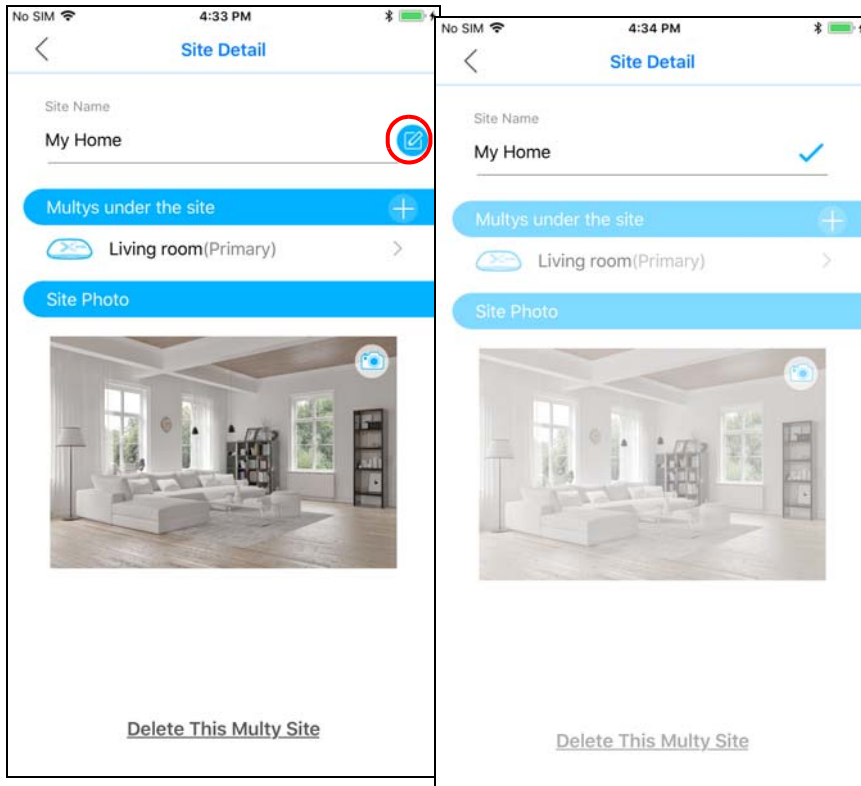 No SIM 4:33 PM
Site Detail
Site Name
My Home
Multys under the site
Living room(Primary)
Site Photo
Delete This Multy Site
No SIM 4:34 PM
Site Detail
Site Name
My Home
Multys under the site
Living room(Primary)
Site Photo
Delete This Multy Site